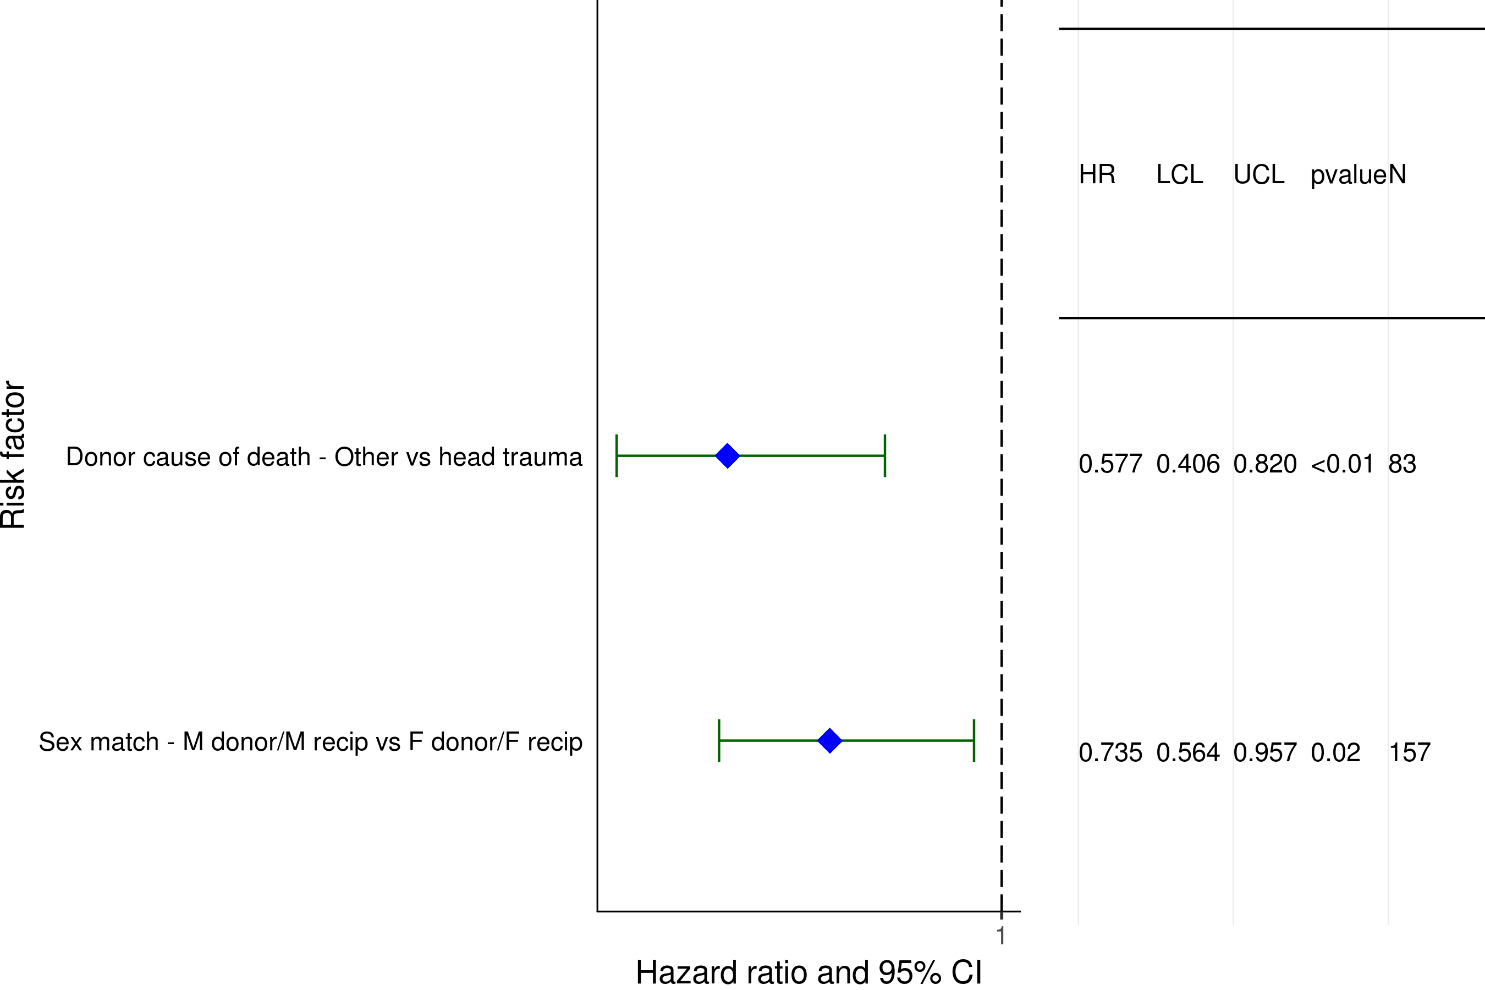 HR LCL UCL pvalueN
Risk factor
Donor cause of death - Other vs head trauma
0.577 0.406 0.820 <0.01 83
Sex match - M donor/M recip vs F donor/F recip
0.735 0.564 0.957 0.02 157
1
Hazard ratio and 95% CI